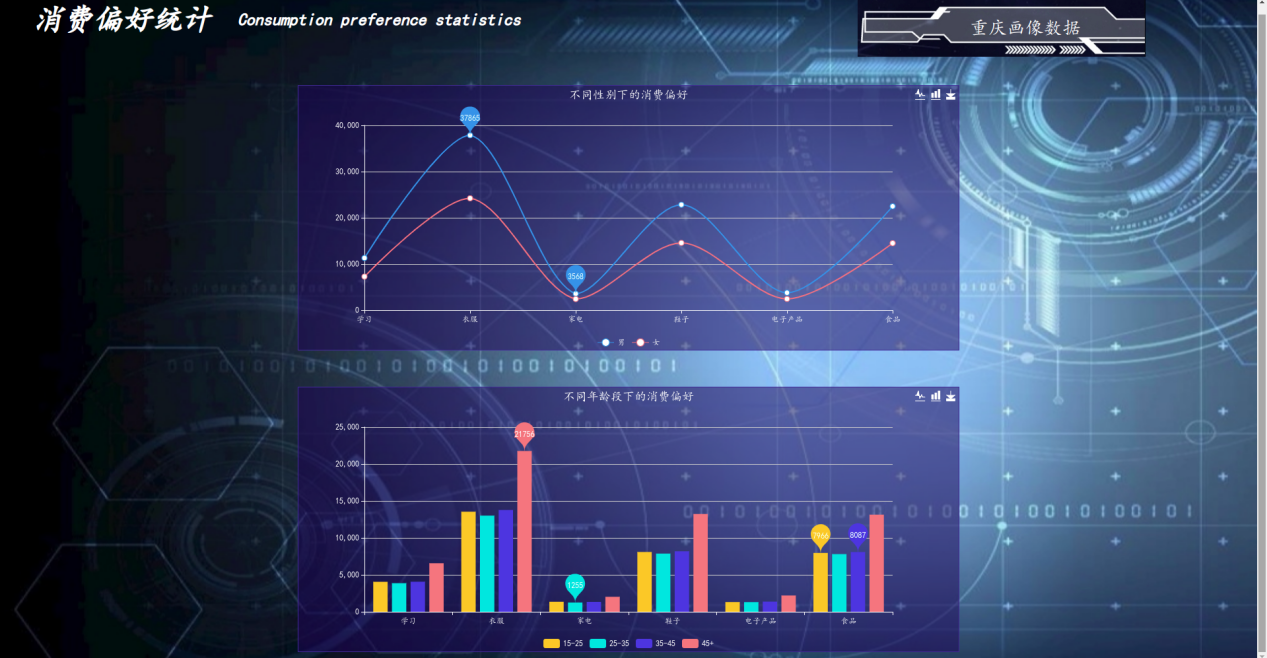 消费偏好统计 Consumption preference statistics
重庆画像数据
不同性别下的消费偏好
37865
40,000
30,000
20,000
10,000
3568
0
学习 衣服 家电 鞋子 电子产品 食品
男 女
不同年龄段下的消费偏好
21756
25,000
20,000
15,000
10,000
7966 8087
5,000
1255
0
学习 衣服 家电 鞋子 电子产品 食品
15-25 25-35 35-45 45+